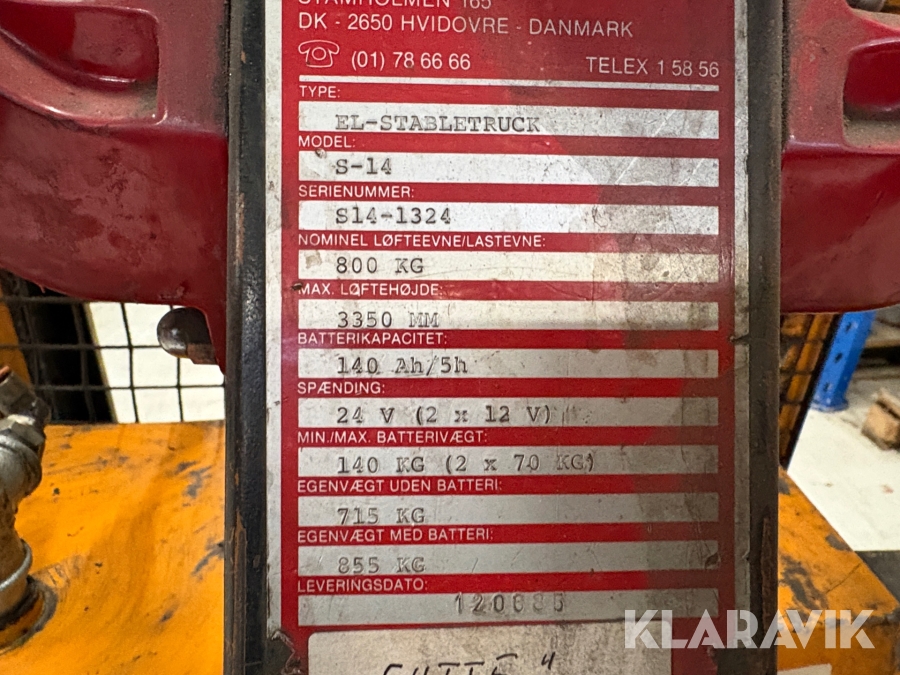 STAMHOLMEN 165
DK - 2650 HVIDOVRE - DANMARK
(01) 78 66 66 TELEX 1 58 56
TYPE:
EL-STABLETRUCK
MODEL:
S-14
SERIENUMMER:
S14-1324
NOMINEL LØFTEEVNE/LASTEVNE:
800 KG
MAX. LØFTEHØJDE:
3350 MM
BATTERIKAPACITET:
140 Ah/5h
SPÆNDING:
24 V (2 x 12 V)
MIN./MAX. BATTERIVÆGT:
140 KG (2 x 70 KG)
EGENVÆGT UDEN BATTERI:
715 KG
EGENVÆGT MED BATTERI:
855 KG
LEVERINGSDATO:
KLARAVIK